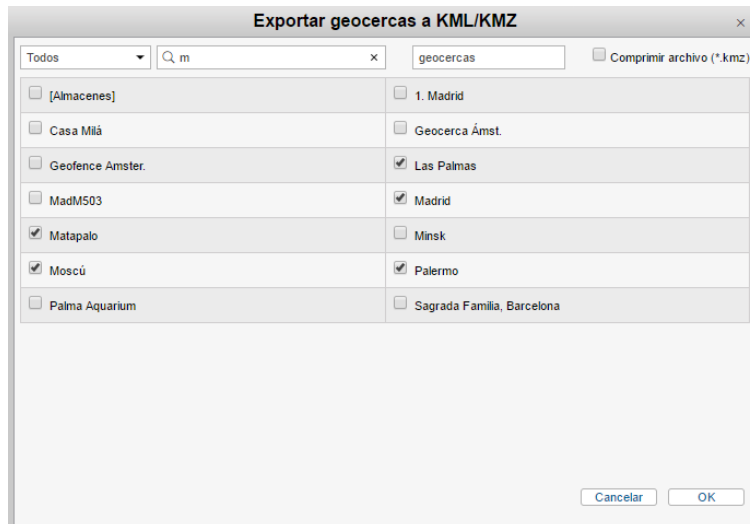 Exportar geocercas a KML/KMZ
Todos m geocercas Comprimir archivo (*.kmz)
[Almacenes] 1. Madrid
Casa Milá Geocerca Ámst.
Geofence Amster. Las Palmas
MadM503 Madrid
Matapalo Minsk
Moscú Palermo
Palma Aquarium Sagrada Familia, Barcelona
Cancelar OK